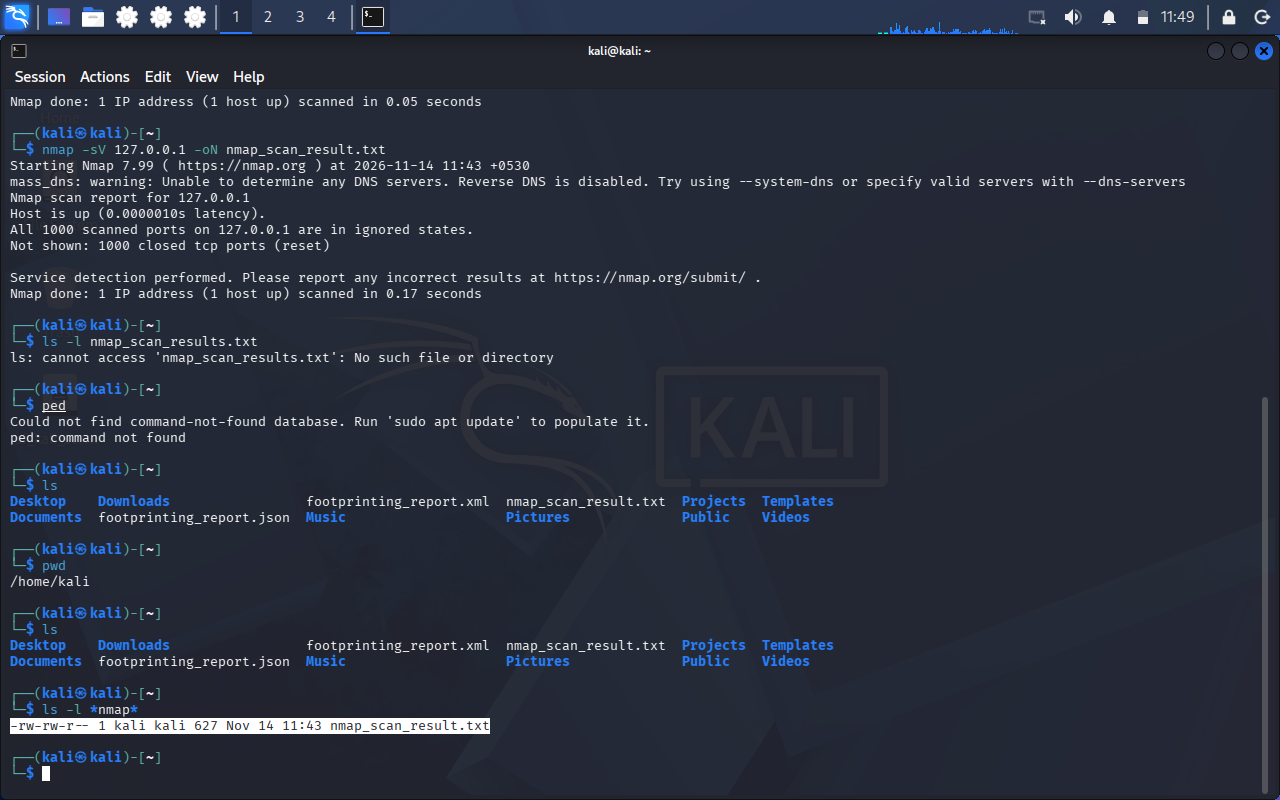 1 2 3 4 11:49
kali@kali: ~
Session Actions Edit View Help
Nmap done: 1 IP address (1 host up) scanned in 0.05 seconds
┌──(kali㉿kali)-[~]
└─$ nmap -sV 127.0.0.1 -oN nmap_scan_result.txt
Starting Nmap 7.99 ( https://nmap.org ) at 2026-11-14 11:43 +0530
mass_dns: warning: Unable to determine any DNS servers. Reverse DNS is disabled. Try using --system-dns or specify valid servers with --dns-servers
Nmap scan report for 127.0.0.1
Host is up (0.0000010s latency).
All 1000 scanned ports on 127.0.0.1 are in ignored states.
Not shown: 1000 closed tcp ports (reset)
Service detection performed. Please report any incorrect results at https://nmap.org/submit/ .
Nmap done: 1 IP address (1 host up) scanned in 0.17 seconds
┌──(kali㉿kali)-[~]
└─$ ls -l nmap_scan_results.txt
ls: cannot access 'nmap_scan_results.txt': No such file or directory
┌──(kali㉿kali)-[~]
└─$ ped
Could not find command-not-found database. Run 'sudo apt update' to populate it.
ped: command not found
┌──(kali㉿kali)-[~]
└─$ ls
Desktop Downloads footprinting_report.xml nmap_scan_result.txt Projects Templates
Documents footprinting_report.json Music Pictures Public Videos
┌──(kali㉿kali)-[~]
└─$ pwd
/home/kali
┌──(kali㉿kali)-[~]
└─$ ls
Desktop Downloads footprinting_report.xml nmap_scan_result.txt Projects Templates
Documents footprinting_report.json Music Pictures Public Videos
┌──(kali㉿kali)-[~]
└─$ ls -l *nmap*
-rw-rw-r-- 1 kali kali 627 Nov 14 11:43 nmap_scan_result.txt
┌──(kali㉿kali)-[~]
└─$
KALI
Home